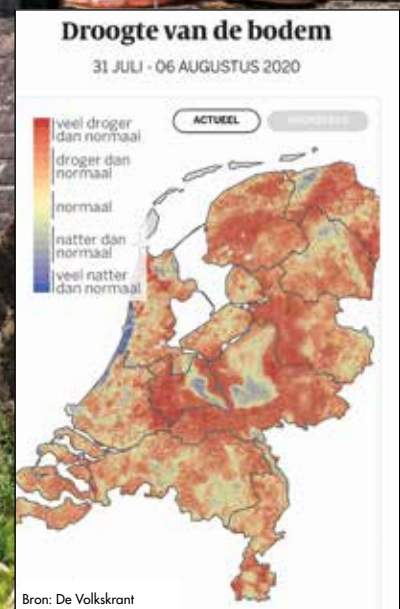 Droogte van de bodem
31 JULI - 06 AUGUSTUS 2020
ACTUEEL
veel droger
dan normaal
droger dan
normaal
normaal
natter dan
normaal
veel natter
dan normaal
Bron: De Volkskrant